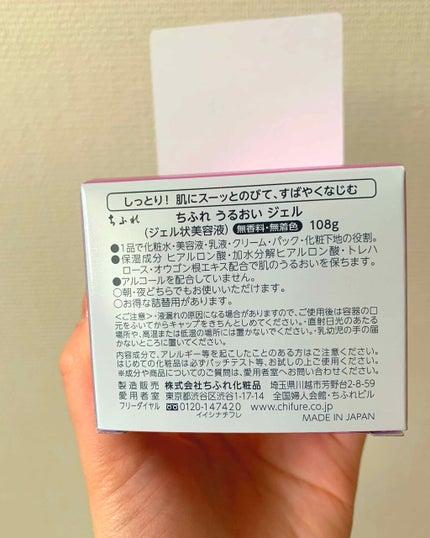 しっとり！ 肌にスーッとのびて、すばやくなじむ
ちふれ ちふれ うるおい ジェル
(ジェル状美容液) 無香料・無着色 108g
●1品で化粧水・美容液・乳液・クリーム・パック・化粧下地の役割。
●保湿成分 ヒアルロン酸・加水分解ヒアルロン酸・トレハ
ロース・オウゴン根エキス配合で肌のうるおいを保ちます。
●アルコールを配合していません。
○朝・夜どちらでもお使いいただけます。
○お得な詰替用があります。
＜ご注意＞・液漏れの原因になる場合がありますので、ご使用後は容器の口
元をふいてからキャップをきちんとしめてください。・直射日光のあたる
場所や、高温または低温の場所には置かないでください。・乳幼児の手の届
かないところに置いてください。
内容成分で、アレルギー等を起こしたことのある方はご注意ください。
はじめての化粧品は必ずパッチテスト等、お試しの上ご使用ください。
※成分や商品についてのご質問は、愛用者室へお問い合わせください。
製造販売 株式会社ちふれ化粧品 埼玉県川越市芳野台2-8-59
愛用者室 東京都渋谷区渋谷1-17-14 全国婦人会館・ちふれビル
フリーダイヤル 0120-147420 www.chifure.co.jp
イイシナチフレ MADE IN JAPAN